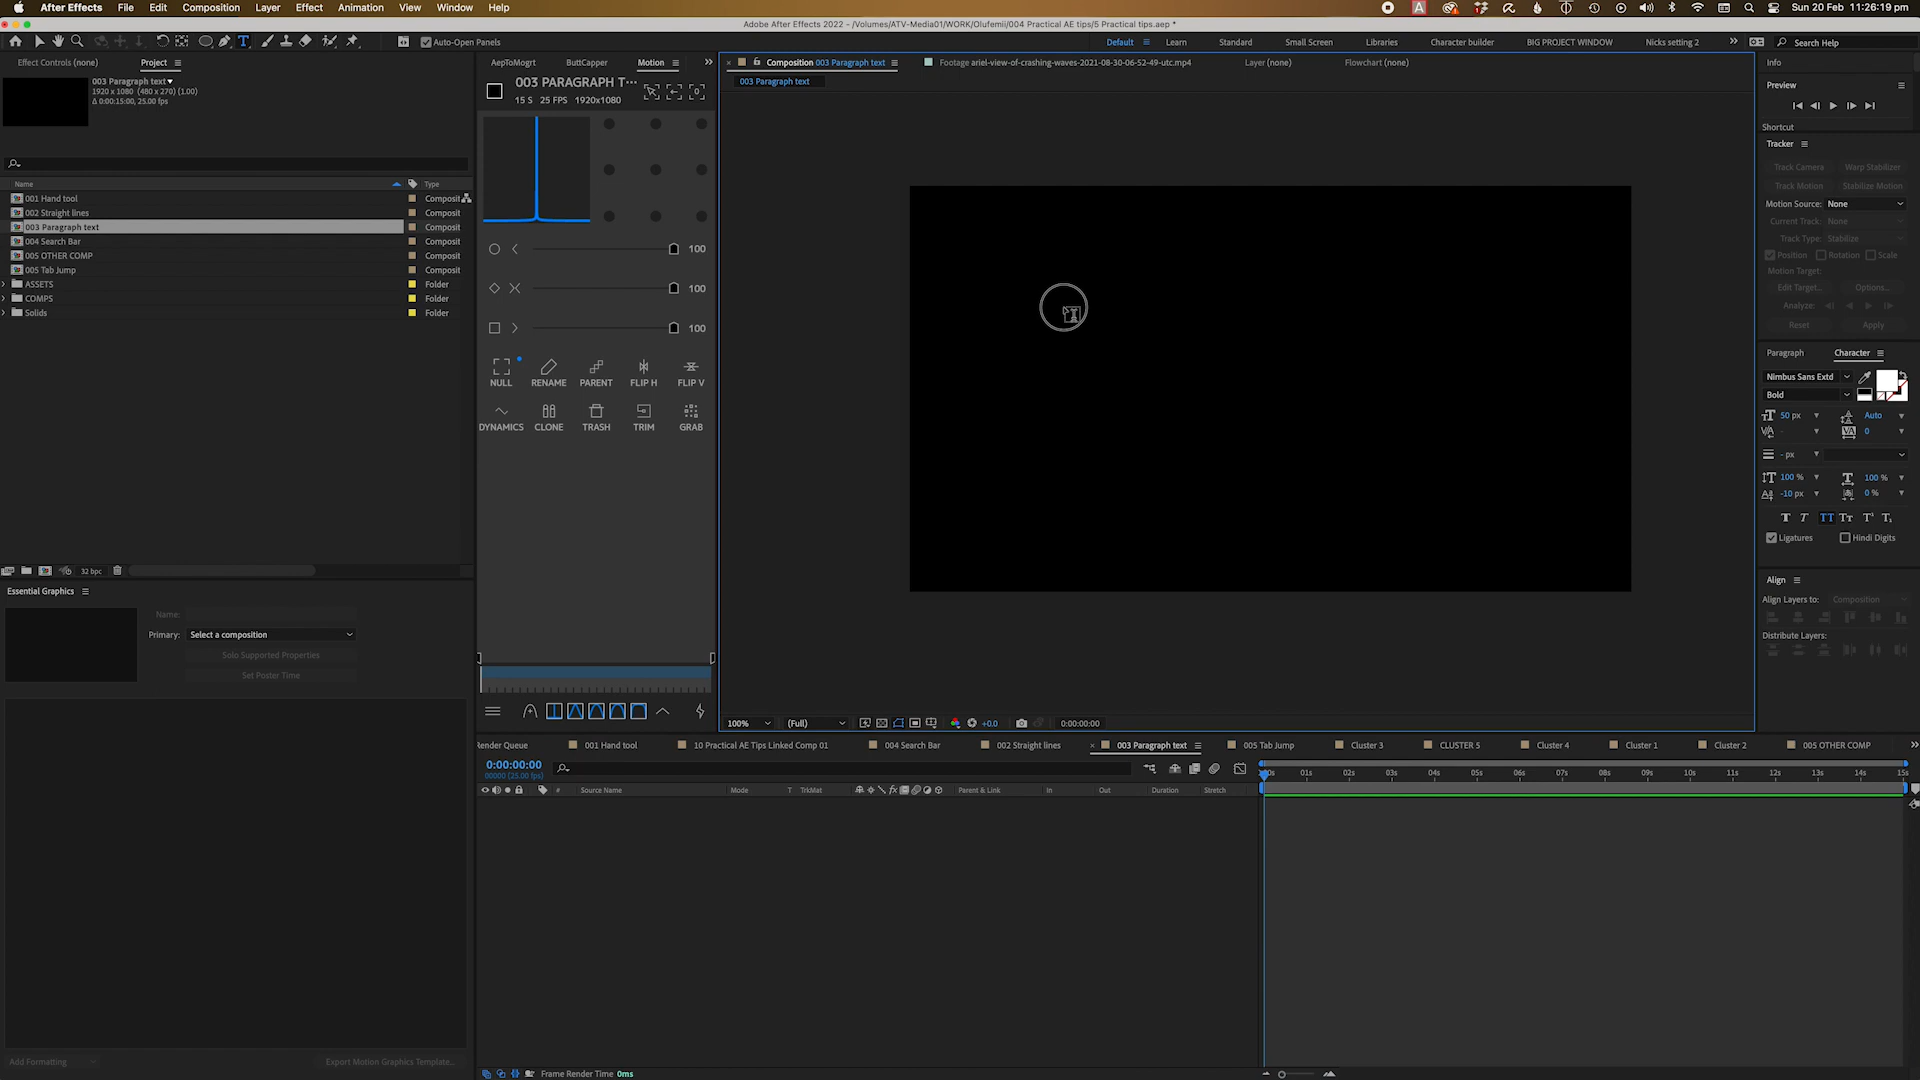 After Effects File Edit Composition Layer Effect Animation View Window Help
Sun 20 Feb 11:26:19 pm
Adobe After Effects 2022 - /Volumes/ATV-Media01/WORK/Olufemii/004 Practical AE tips/5 Practical tips.aep *
Auto-Open Panels
Default Learn Standard Small Screen Libraries Character builder BIG PROJECT WINDOW Nicks setting 2 Search Help
Effect Controls (none) Project
003 Paragraph text
1920 x 1080 (480 x 270) (1.00)
Δ 0:00:15:00, 25.00 fps
Name Type
001 Hand tool Composit
002 Straight lines Composit
003 Paragraph text Composit
004 Search Bar Composit
005 OTHER COMP Composit
005 Tab Jump Composit
ASSETS Folder
COMPS Folder
Solids Folder
32 bpc
Essential Graphics
Name:
Primary: Select a composition
Solo Supported Properties
Set Poster Time
Add Formatting Export Motion Graphics Template...
AepToMogrt ButtCapper Motion
003 PARAGRAPH T...
15 S 25 FPS 1920x1080
100
100
100
NULL RENAME PARENT FLIP H FLIP V
DYNAMICS CLONE TRASH TRIM GRAB
Composition 003 Paragraph text Footage ariel-view-of-crashing-waves-2021-08-30-06-52-49-utc.mp4 Layer (none) Flowchart (none)
003 Paragraph text
100% (Full) +0.0 0:00:00:00
Info
Preview
Shortcut
Tracker
Track Camera Warp Stabilizer
Track Motion Stabilize Motion
Motion Source: None
Current Track: None
Track Type: Stabilize
Position Rotation Scale
Motion Target:
Edit Target... Options...
Analyze:
Reset Apply
Paragraph Character
Nimbus Sans Extd
Bold
50 px Auto
0
- px
100 % 100 %
-10 px 0 %
Ligatures Hindi Digits
Align
Align Layers to: Composition
Distribute Layers:
Render Queue 001 Hand tool 10 Practical AE Tips Linked Comp 01 004 Search Bar 002 Straight lines 003 Paragraph text 005 Tab Jump Cluster 3 CLUSTER 5 Cluster 4 Cluster 1 Cluster 2 005 OTHER COMP
0:00:00:00
00000 (25.00 fps)
01s 02s 03s 04s 05s 06s 07s 08s 09s 10s 11s 12s 13s 14s 15s
# Source Name Mode T TrkMat Parent & Link In Out Duration Stretch
Frame Render Time 0ms